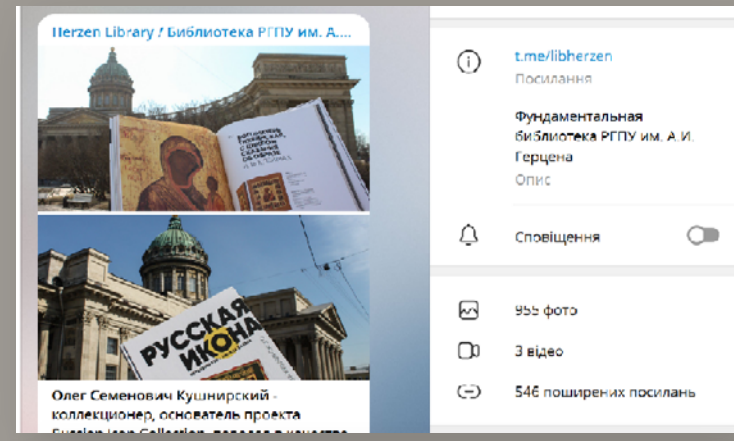 Herzen Library / Библиотека РГПУ им. А....
РУССКАЯ
ИКОНА
Олег Семенович Кушнирский -
коллекционер, основатель проекта
t.me/libherzen
Посилання
Фундаментальная
библиотека РГПУ им. А.И.
Герцена
Опис
Сповіщення
955 фото
3 відео
546 поширених посилань